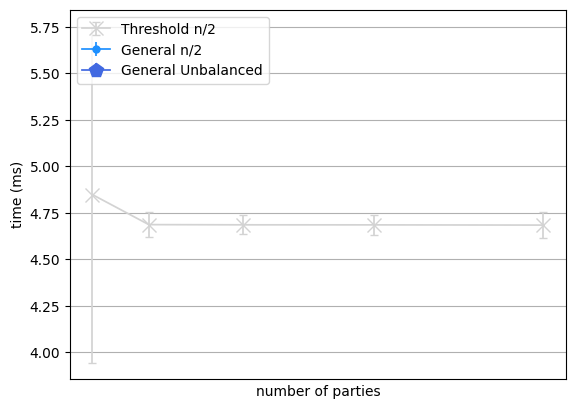 5.75
5.50
5.25
5.00
4.75
4.50
4.25
4.00
time (ms)
Threshold n/2
General n/2
General Unbalanced
number of parties